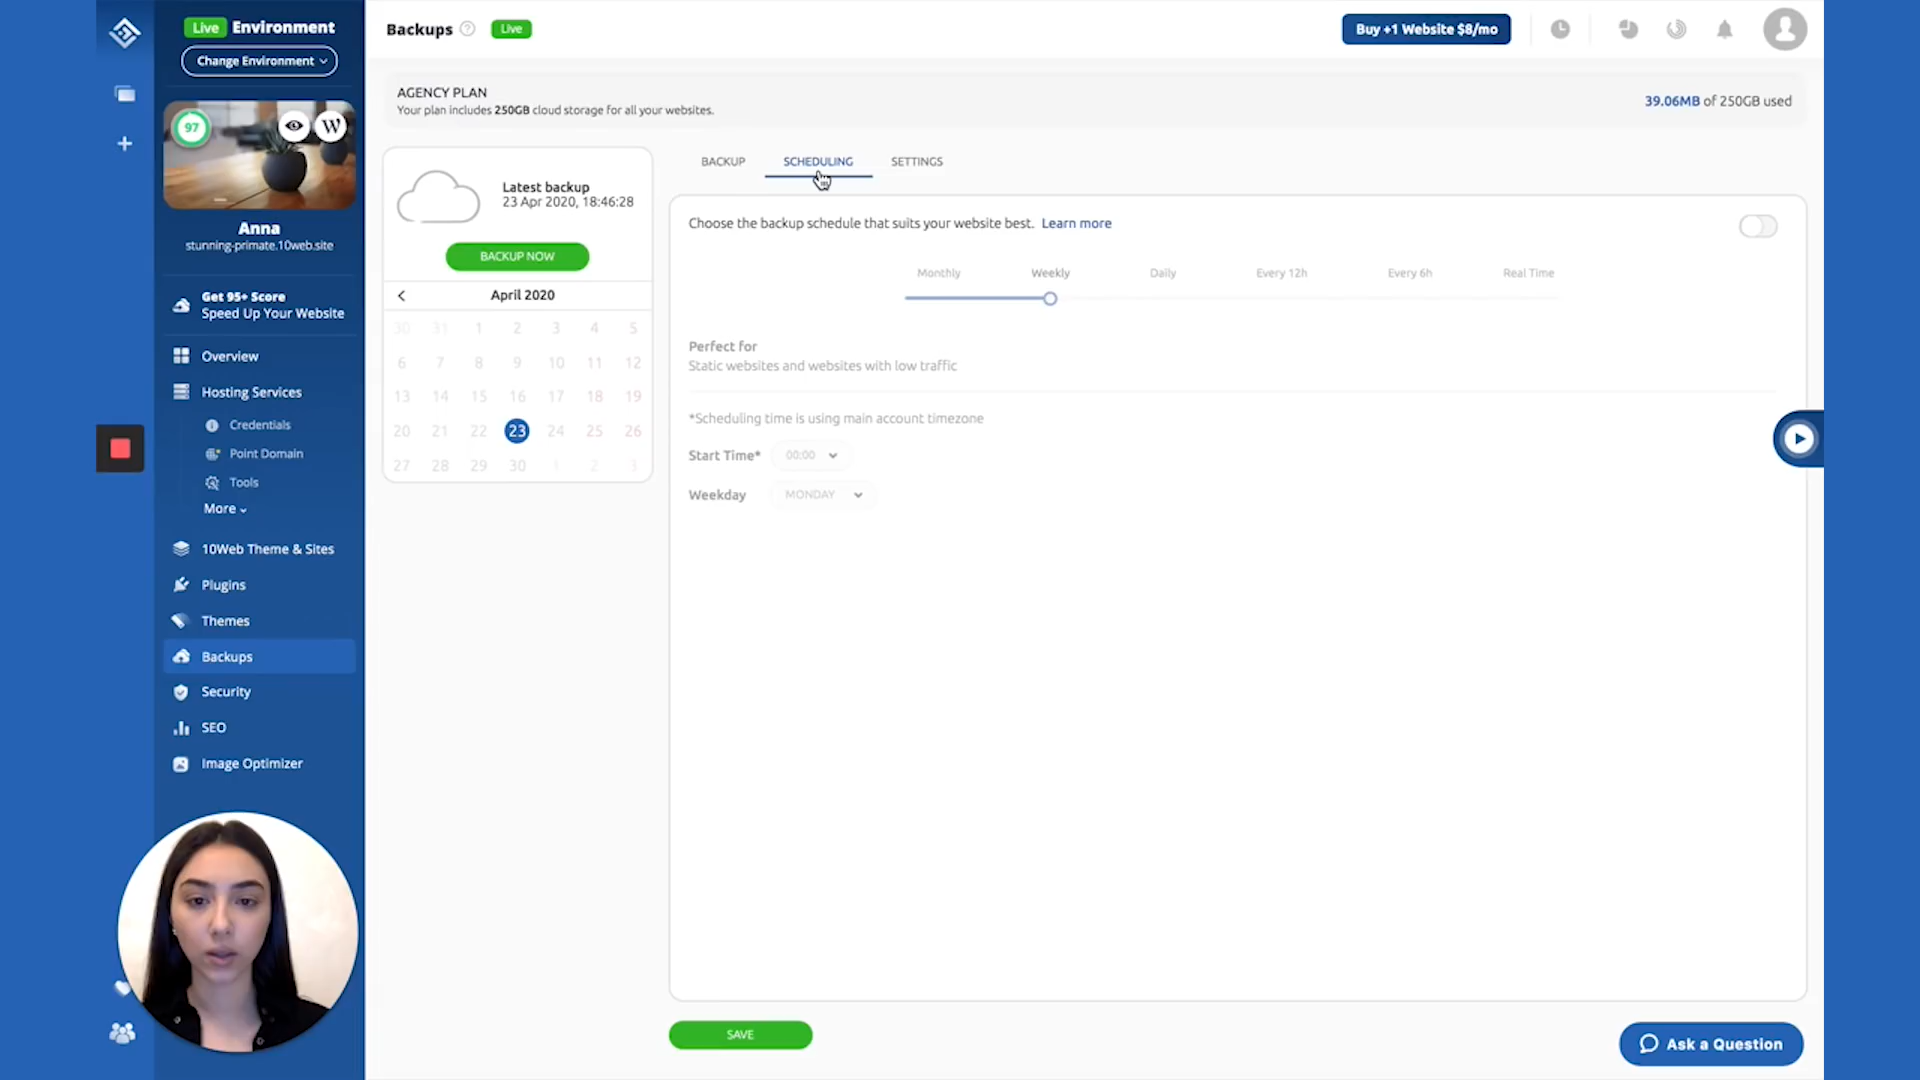 Live Environment
Change Environment
97
W
Anna
stunning-primate.10web.site
Get 95+ Score
Speed Up Your Website
Overview
Hosting Services
Credentials
Point Domain
Tools
More
10Web Theme & Sites
Plugins
Themes
Backups
Security
SEO
Image Optimizer
Backups ? Live
Buy +1 Website $8/mo
AGENCY PLAN
Your plan includes 250GB cloud storage for all your websites.
39.06MB of 250GB used
Latest backup
23 Apr 2020, 18:46:28
BACKUP NOW
April 2020
30 31 1 2 3 4 5
6 7 8 9 10 11 12
13 14 15 16 17 18 19
20 21 22 23 24 25 26
27 28 29 30 1 2 3
BACKUP SCHEDULING SETTINGS
Choose the backup schedule that suits your website best. Learn more
Monthly Weekly Daily Every 12h Every 6h Real Time
Perfect for
Static websites and websites with low traffic
*Scheduling time is using main account timezone
Start Time* 00:00
Weekday MONDAY
SAVE
Ask a Question